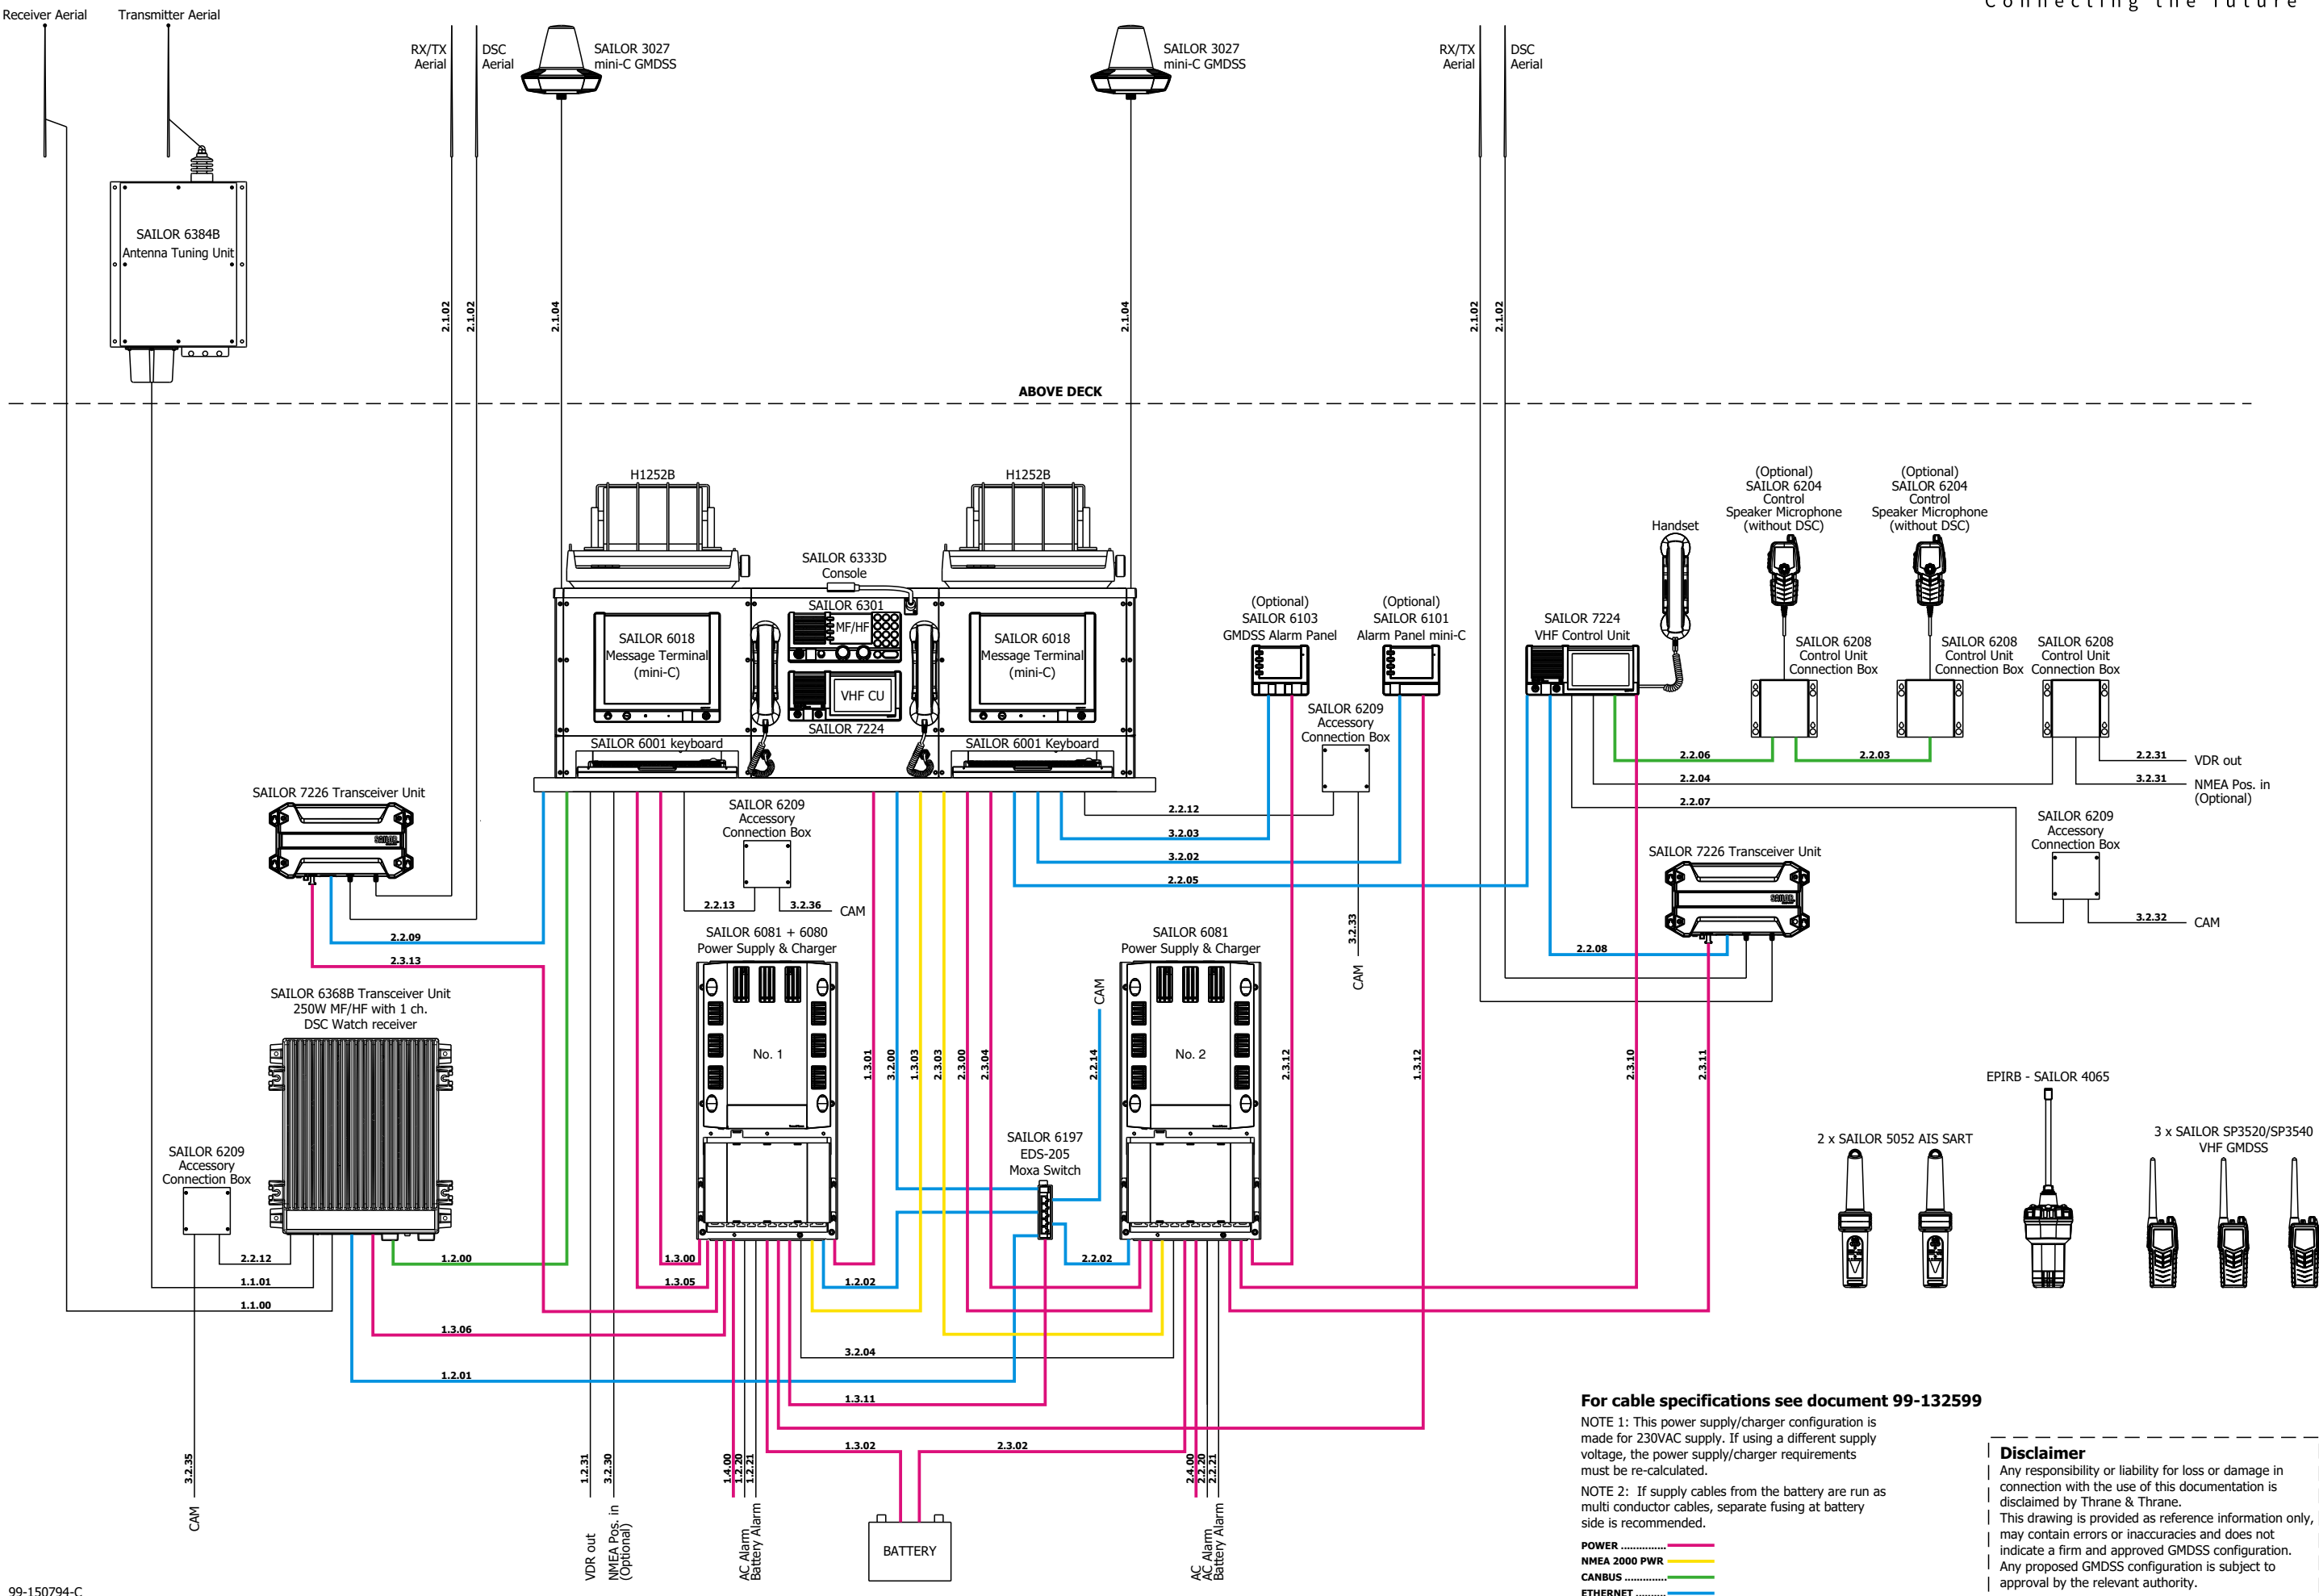 Connecting the future
Receiver Aerial
Transmitter Aerial
RX/TX
Aerial
DSC
Aerial
SAILOR 3027
mini-C GMDSS
SAILOR 3027
mini-C GMDSS
RX/TX
Aerial
DSC
Aerial
SAILOR 6384B
Antenna Tuning Unit
2.1.02
2.1.02
2.1.04
2.1.04
2.1.02
2.1.02
ABOVE DECK
H1252B
H1252B
SAILOR 6333D
Console
SAILOR 6301
MF/HF
VHF CU
SAILOR 7224
SAILOR 6018
Message Terminal
(mini-C)
SAILOR 6018
Message Terminal
(mini-C)
SAILOR 6001 keyboard
SAILOR 6001 Keyboard
(Optional)
SAILOR 6103
GMDSS Alarm Panel
(Optional)
SAILOR 6101
Alarm Panel mini-C
SAILOR 6209
Accessory
Connection Box
Handset
SAILOR 7224
VHF Control Unit
(Optional)
SAILOR 6204
Control
Speaker Microphone
(without DSC)
(Optional)
SAILOR 6204
Control
Speaker Microphone
(without DSC)
SAILOR 6208
Control Unit
Connection Box
SAILOR 6208
Control Unit
Connection Box
SAILOR 6208
Control Unit
Connection Box
2.2.06
2.2.03
2.2.31
VDR out
2.2.04
3.2.31
NMEA Pos. in
(Optional)
2.2.07
SAILOR 6209
Accessory
Connection Box
3.2.32
CAM
SAILOR 7226 Transceiver Unit
SAILOR
SAILOR 6209
Accessory
Connection Box
2.2.12
3.2.03
3.2.02
2.2.05
SAILOR 7226 Transceiver Unit
SAILOR
2.2.08
2.2.13
3.2.36
CAM
3.2.33
CAM
2.2.09
2.3.13
SAILOR 6081 + 6080
Power Supply & Charger
No. 1
SAILOR 6081
Power Supply & Charger
No. 2
SAILOR 6368B Transceiver Unit
250W MF/HF with 1 ch.
DSC Watch receiver
CAM
2.2.14
1.3.01
3.2.00
1.3.03
2.3.03
2.3.00
2.3.04
2.3.12
1.3.12
2.3.10
2.3.11
SAILOR 6197
EDS-205
Moxa Switch
SAILOR 6209
Accessory
Connection Box
EPIRB - SAILOR 4065
2 x SAILOR 5052 AIS SART
3 x SAILOR SP3520/SP3540
VHF GMDSS
2.2.12
1.2.00
1.3.00
2.2.02
1.1.01
1.3.05
1.2.02
1.1.00
1.3.06
3.2.04
1.2.01
1.3.11
1.3.02
2.3.02
3.2.35
CAM
1.2.31
VDR out
3.2.30
NMEA Pos. in
(Optional)
1.4.00
1.2.20
1.2.21
AC Alarm
Battery Alarm
BATTERY
2.4.00
2.2.20
2.2.21
AC
AC Alarm
Battery Alarm
For cable specifications see document 99-132599
NOTE 1: This power supply/charger configuration is
made for 230VAC supply. If using a different supply
voltage, the power supply/charger requirements
must be re-calculated.
NOTE 2: If supply cables from the battery are run as
multi conductor cables, separate fusing at battery
side is recommended.
POWER ...............
NMEA 2000 PWR
CANBUS ..............
ETHERNET ..........
Disclaimer
Any responsibility or liability for loss or damage in
connection with the use of this documentation is
disclaimed by Thrane & Thrane.
This drawing is provided as reference information only,
may contain errors or inaccuracies and does not
indicate a firm and approved GMDSS configuration.
Any proposed GMDSS configuration is subject to
approval by the relevant authority.
99-150794-C